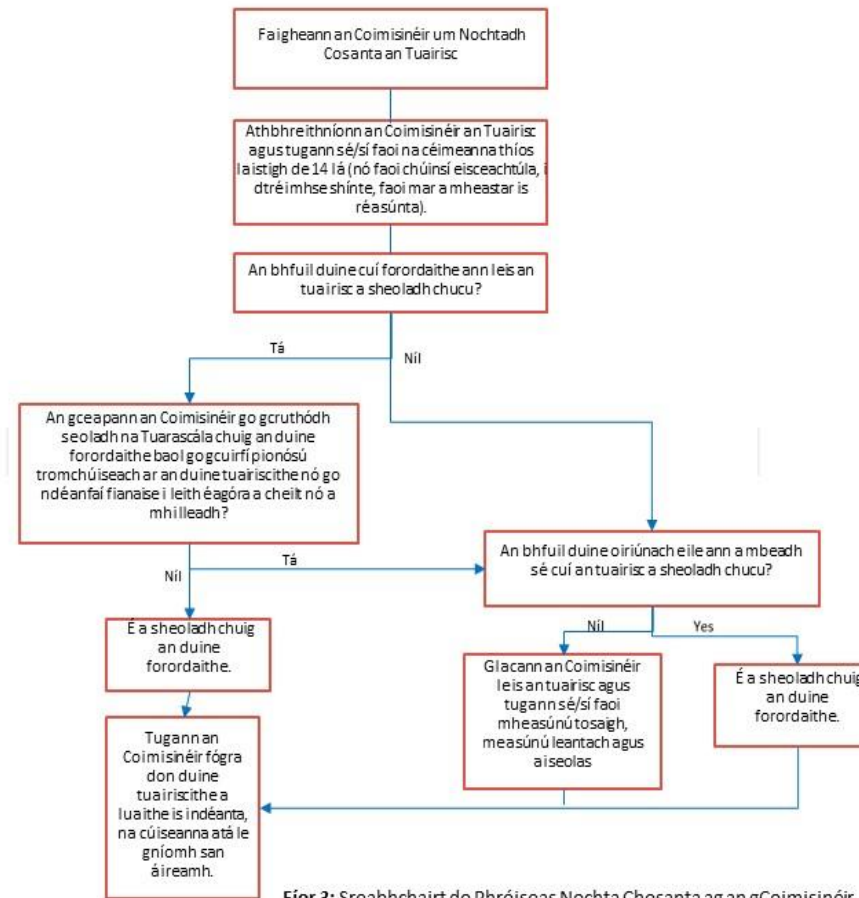 Faigheann an Coimisinéir um Nochtadh
Cosanta an Tuairisc
Athbhreithníonn an Coimisinéir an Tuairisc
agus tugann sé/sí faoi na céimeanna thíos
laistigh de 14 lá (nó faoi chúinsí eisceachtúla, i
dtréimhse shínte, faoi mar a mheastar is
réasúnta).
An bhfuil duine cuí forordaithe ann leis an
tuairisc a sheoladh chucu?
Tá
Níl
An gceapann an Coimisinéir go gcruthódh
seoladh na Tuarascála chuig an duine
forordaithe baol go gcuirfí pionósú
tromchúiseach ar an duine tuairiscithe nó go
ndéanfaí fianaise i leith éagóra a cheilt nó a
mhilleadh?
Níl
Tá
An bhfuil duine oiriúnach eile ann a mbeadh
sé cuí an tuairisc a sheoladh chucu?
É a sheoladh chuig
an duine
forordaithe.
Níl
Yes
Glacann an Coimisinéir
leis an tuairisc agus
tugann sé/sí faoi
mheasúnú tosaigh,
measúnú leantach agus
aiseolas
É a sheoladh chuig
an duine
forordaithe.
Tugann an
Coimisinéir fógra
don duine
tuairiscithe a
luaithe is indéanta,
na cúiseanna atá le
gníomh san
áireamh.
Fíor 3: Sreabhchairt do Phróiseas Nochta Chosanta ag an gCoimisinéir